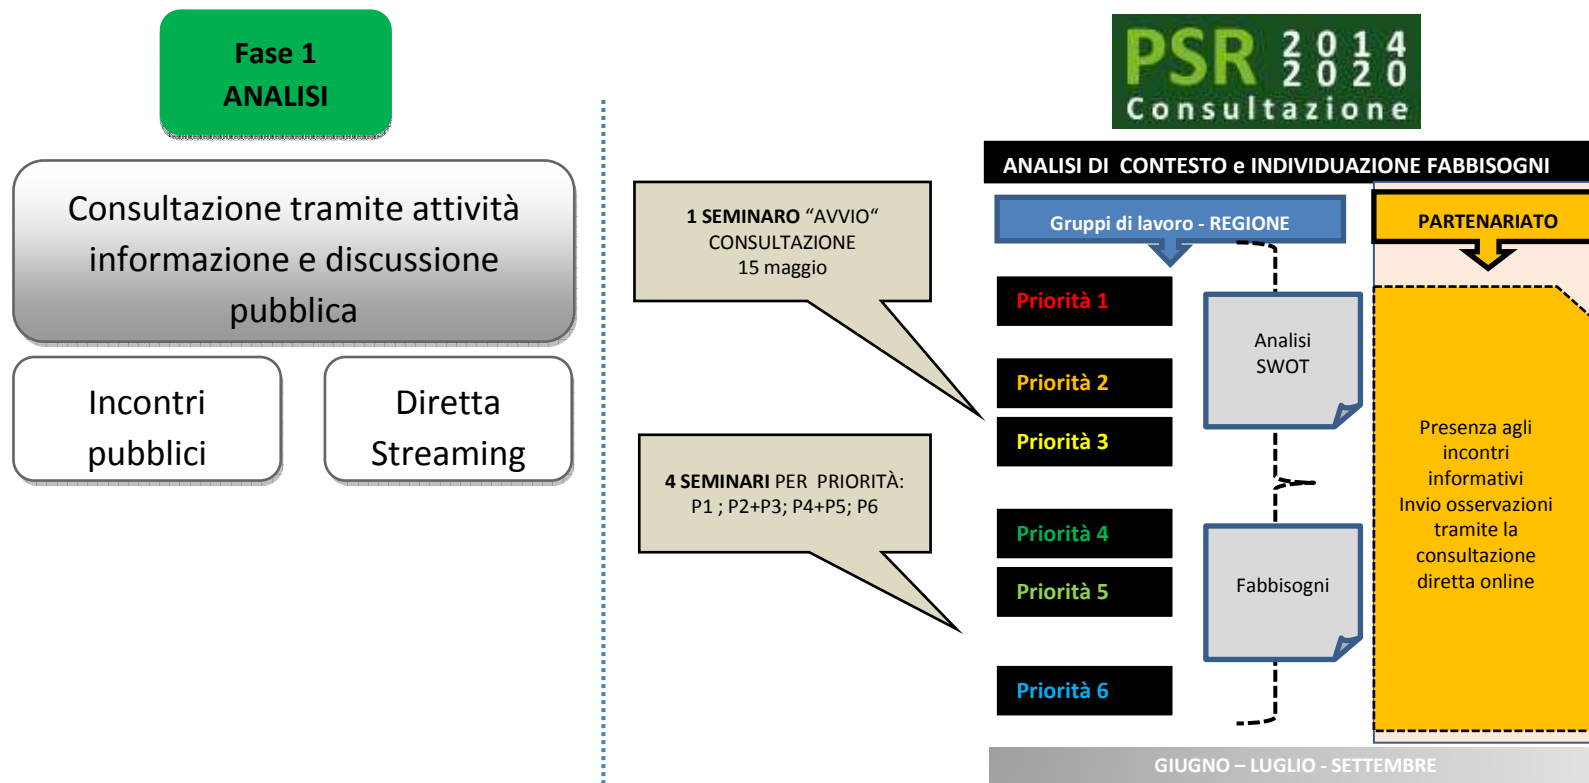 Fase 1
ANALISI
Consultazione tramite attività
informazione e discussione
pubblica
Incontri
pubblici
Diretta
Streaming
1 SEMINARO “AVVIO“
CONSULTAZIONE
15 maggio
4 SEMINARI PER PRIORITÀ:
P1 ; P2+P3; P4+P5; P6
PSR 2014
2020
Consultazione
ANALISI DI CONTESTO e INDIVIDUAZIONE FABBISOGNI
Gruppi di lavoro - REGIONE
PARTENARIATO
Priorità 1
Priorità 2
Priorità 3
Priorità 4
Priorità 5
Priorità 6
Analisi
SWOT
Fabbisogni
Presenza agli
incontri
informativi
Invio osservazioni
tramite la
consultazione
diretta online
GIUGNO – LUGLIO - SETTEMBRE